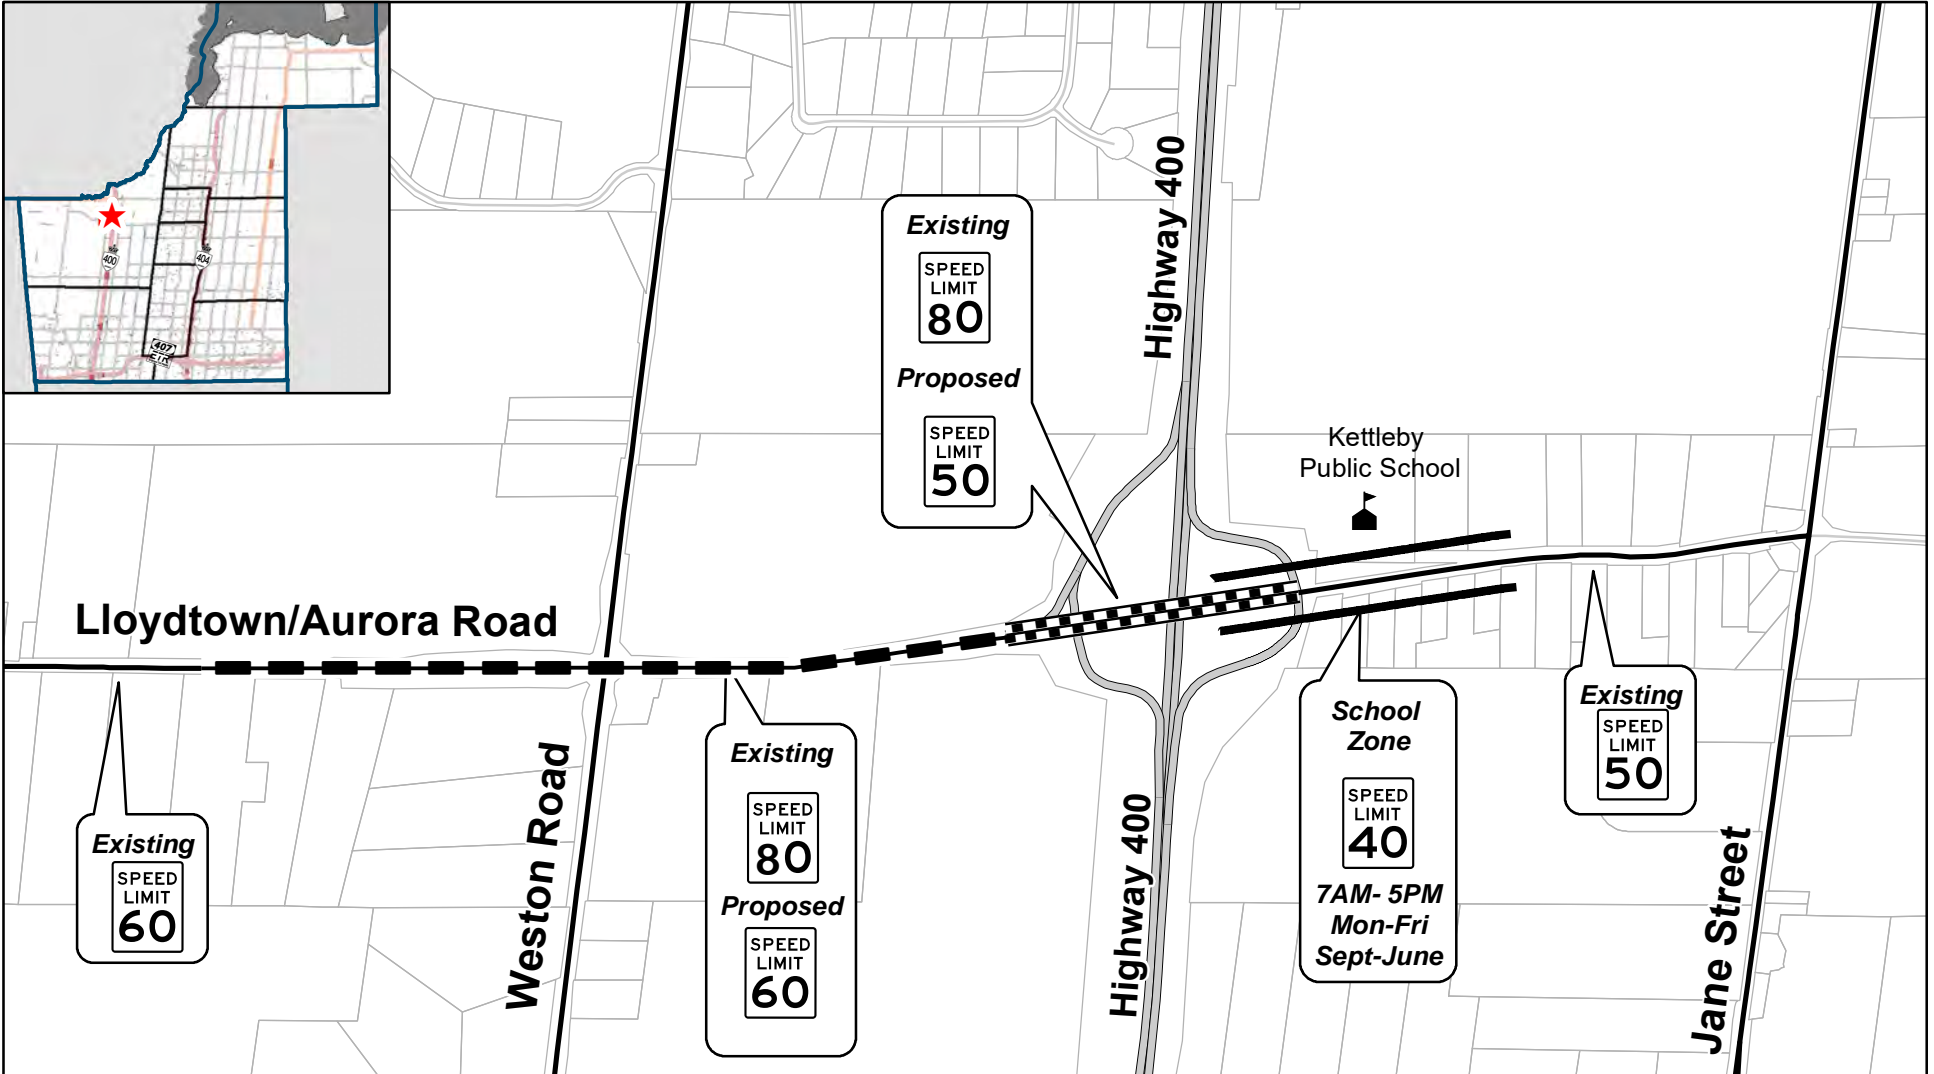 400
404
407
ETR
Highway 400
Existing
SPEED
LIMIT
80
Proposed
SPEED
LIMIT
50
Kettleby
Public School
Lloydtown/Aurora Road
Existing
SPEED
LIMIT
60
Weston Road
Existing
SPEED
LIMIT
80
Proposed
SPEED
LIMIT
60
Highway 400
School
Zone
SPEED
LIMIT
40
7AM- 5PM
Mon-Fri
Sept-June
Existing
SPEED
LIMIT
50
Jane Street